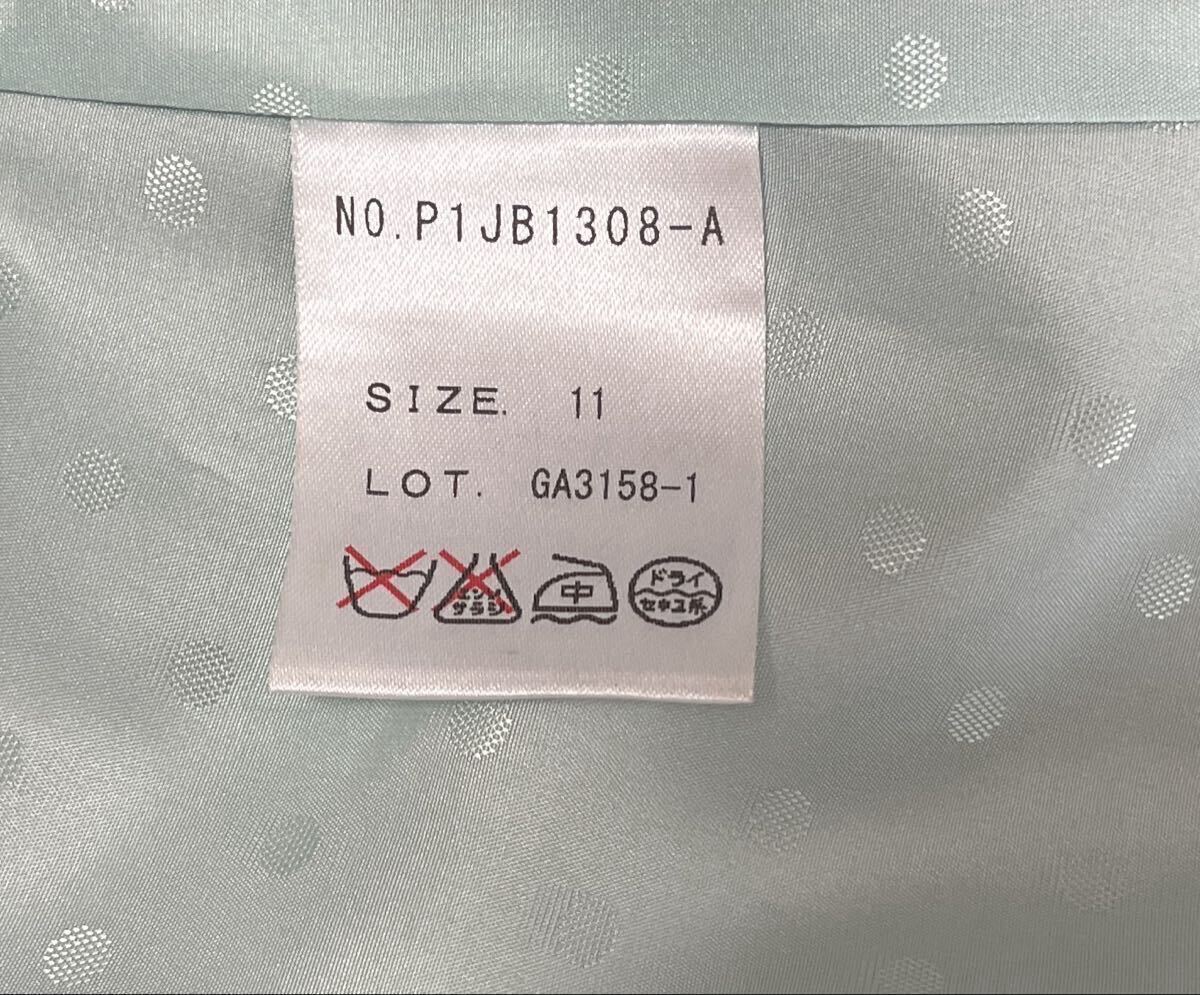 NO.P1JB1308-A
SIZE. 11
LOT. GA3158-1
エンソ
サラシ
中
ドライ
セキユ系